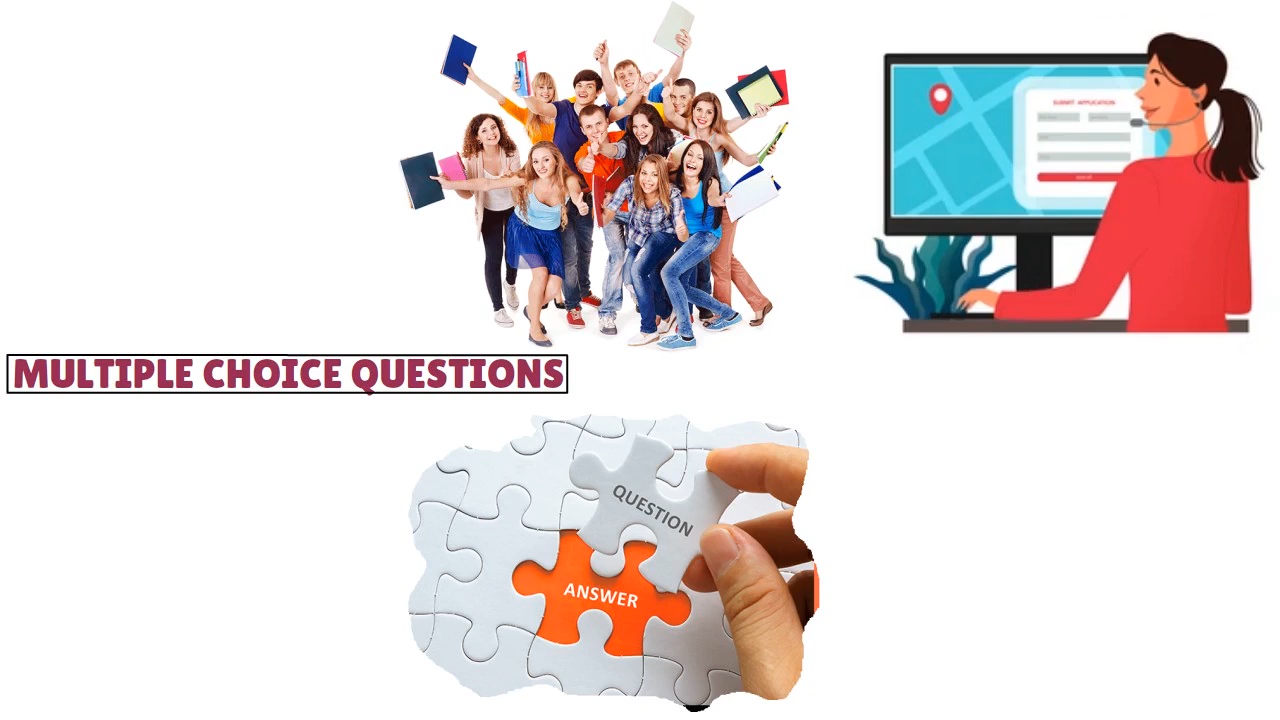 SUBMIT APPLICATION
MULTIPLE CHOICE QUESTIONS
QUESTION
ANSWER